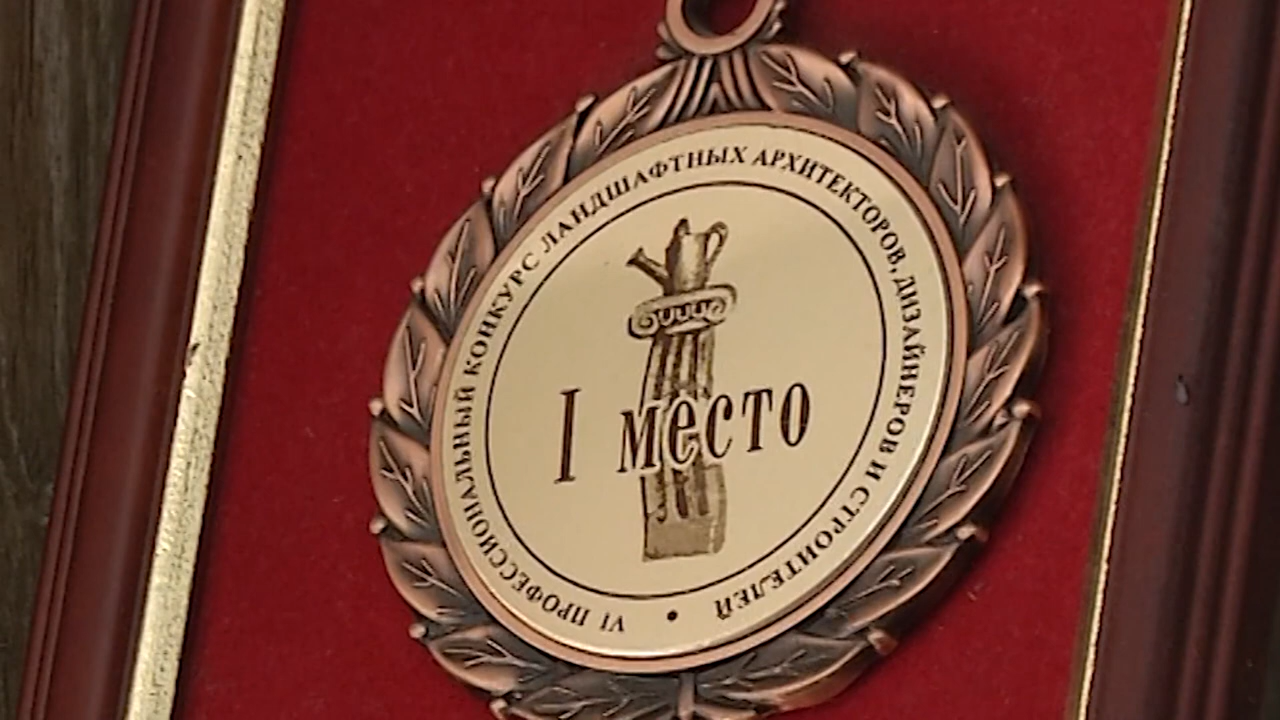 VI ПРОФЕССИОНАЛЬНЫЙ КОНКУРС ЛАНДШАФТНЫХ АРХИТЕКТОРОВ, ДИЗАЙНЕРОВ И СТРОИТЕЛЕЙ •
I место